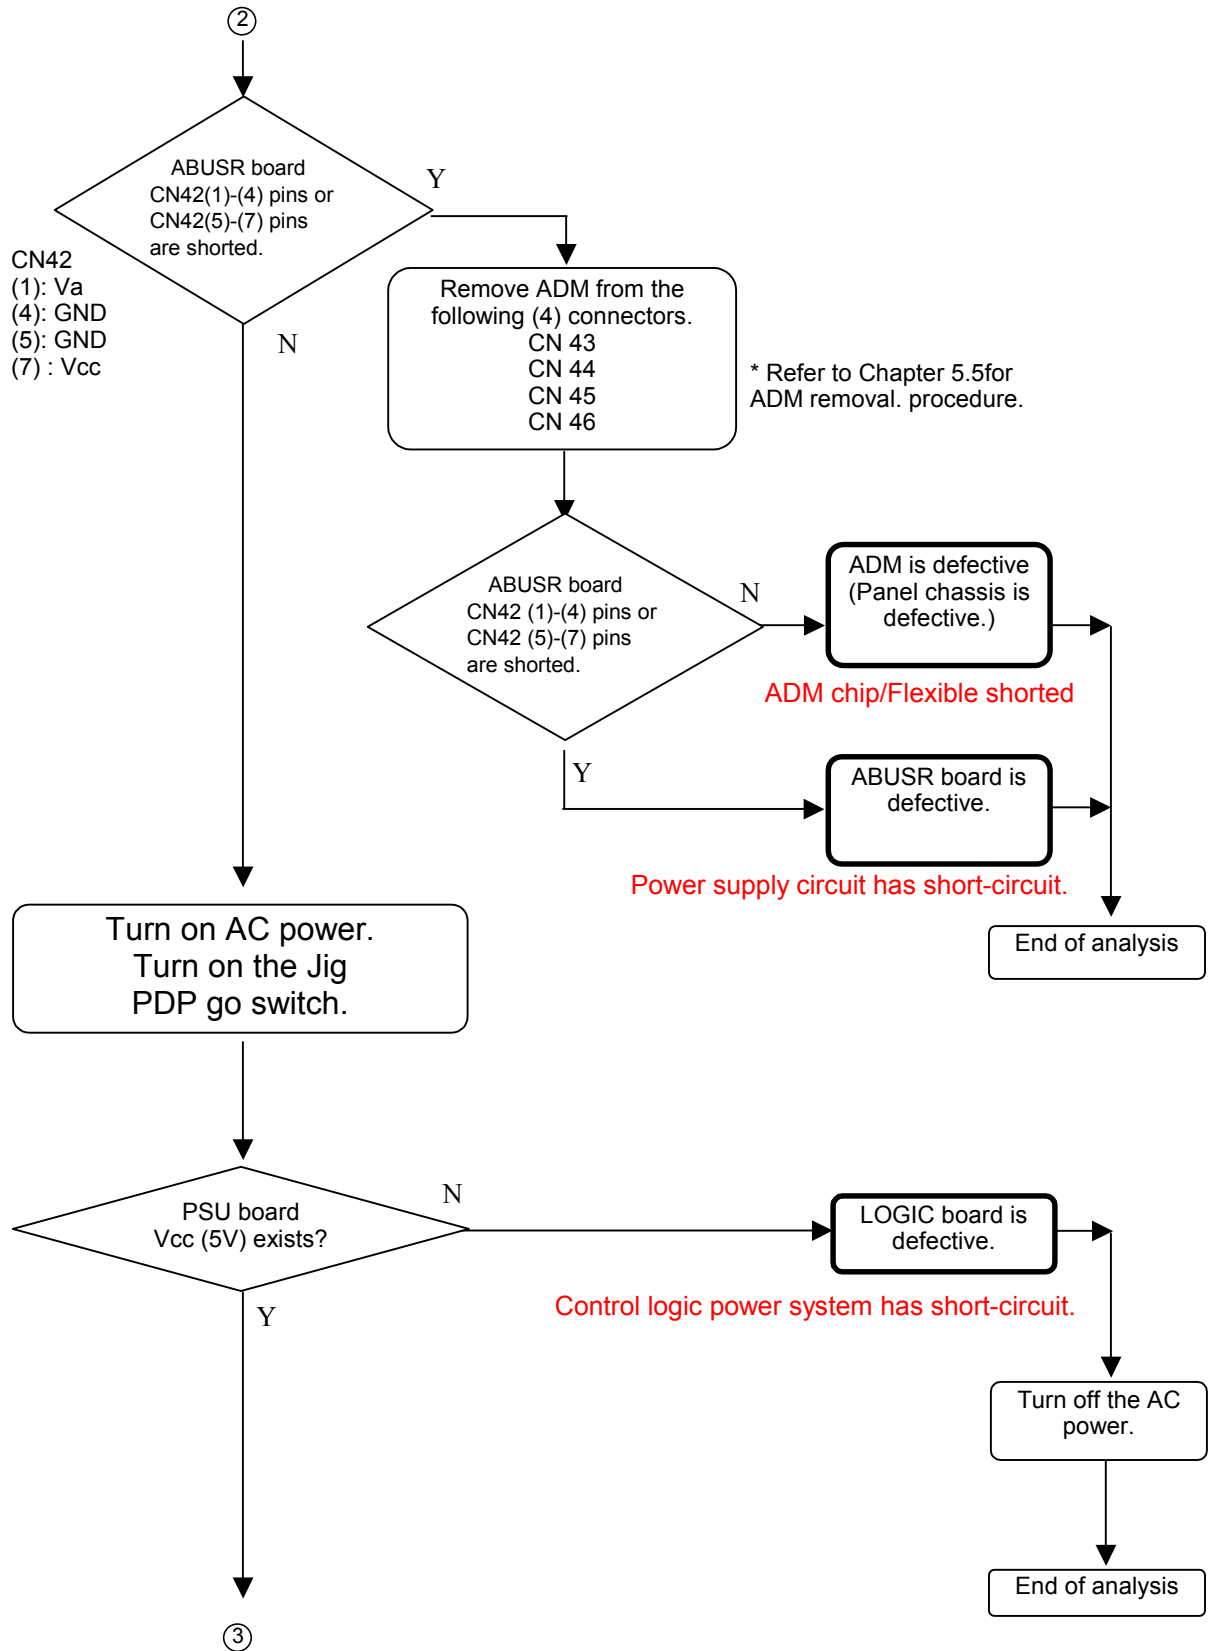 2
ABUSR board
CN42(1)-(4) pins or
CN42(5)-(7) pins
are shorted.
Y
N
CN42
(1): Va
(4): GND
(5): GND
(7) : Vcc
Remove ADM from the
following (4) connectors.
CN 43
CN 44
CN 45
CN 46
* Refer to Chapter 5.5for
ADM removal. procedure.
ABUSR board
CN42 (1)-(4) pins or
CN42 (5)-(7) pins
are shorted.
N
Y
ADM is defective
(Panel chassis is
defective.)
ADM chip/Flexible shorted
ABUSR board is
defective.
Power supply circuit has short-circuit.
End of analysis
Turn on AC power.
Turn on the Jig
PDP go switch.
PSU board
Vcc (5V) exists?
N
Y
LOGIC board is
defective.
Control logic power system has short-circuit.
Turn off the AC
power.
End of analysis
3